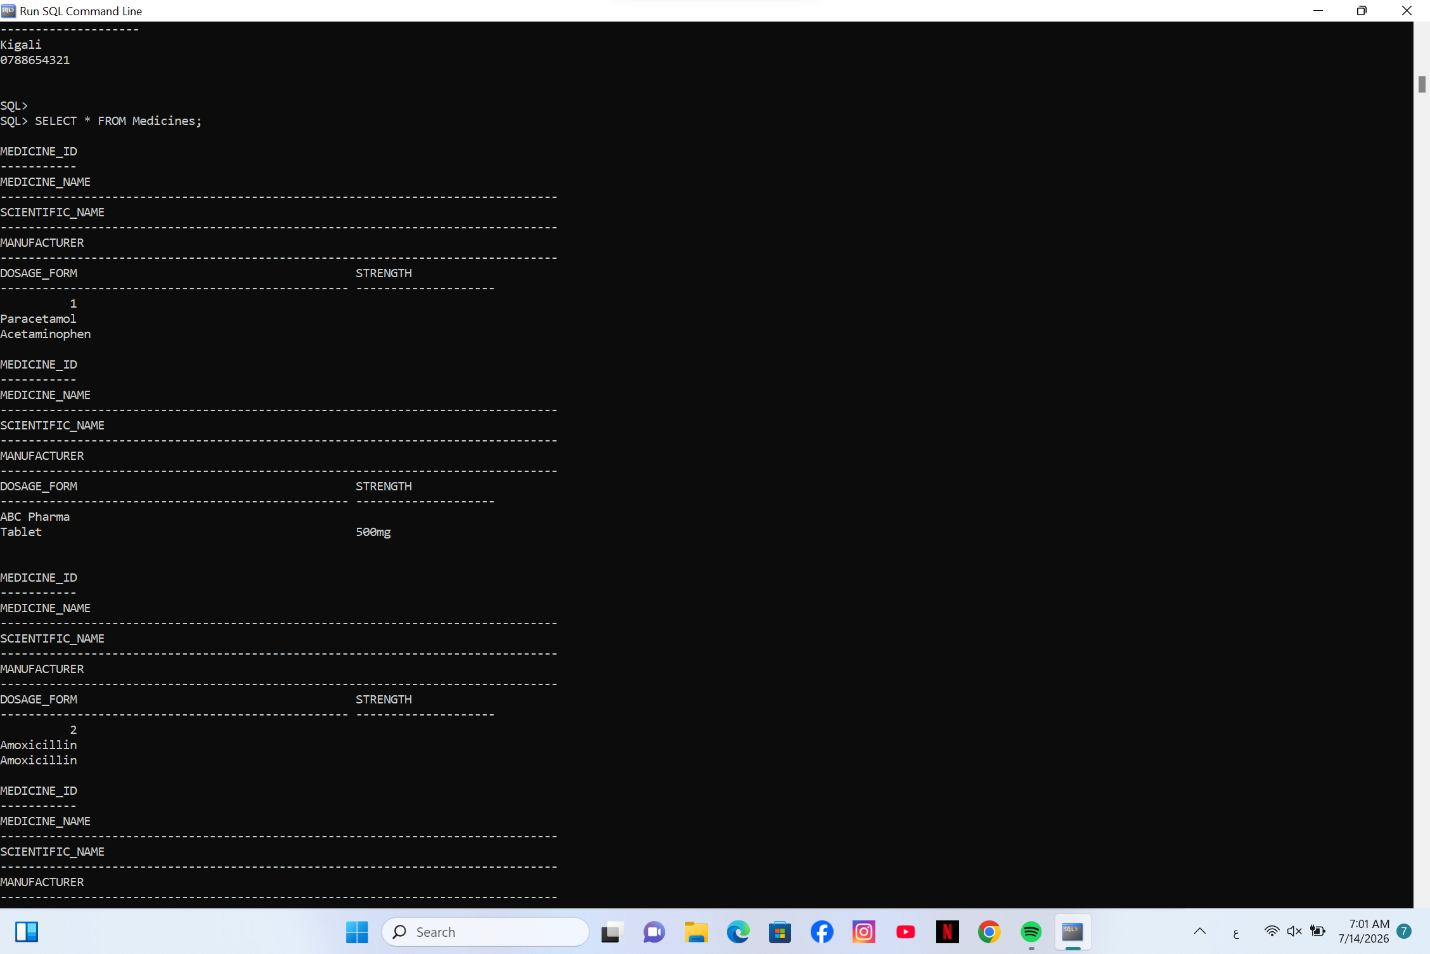 Run SQL Command Line
--------------------
Kigali
0788654321
SQL>
SQL> SELECT * FROM Medicines;
MEDICINE_ID
-----------
MEDICINE_NAME
--------------------------------------------------------------------------------
SCIENTIFIC_NAME
--------------------------------------------------------------------------------
MANUFACTURER
--------------------------------------------------------------------------------
DOSAGE_FORM STRENGTH
-------------------------------------------------- --------------------
1
Paracetamol
Acetaminophen
MEDICINE_ID
-----------
MEDICINE_NAME
--------------------------------------------------------------------------------
SCIENTIFIC_NAME
--------------------------------------------------------------------------------
MANUFACTURER
--------------------------------------------------------------------------------
DOSAGE_FORM STRENGTH
-------------------------------------------------- --------------------
ABC Pharma
Tablet 500mg
MEDICINE_ID
-----------
MEDICINE_NAME
--------------------------------------------------------------------------------
SCIENTIFIC_NAME
--------------------------------------------------------------------------------
MANUFACTURER
--------------------------------------------------------------------------------
DOSAGE_FORM STRENGTH
-------------------------------------------------- --------------------
2
Amoxicillin
Amoxicillin
MEDICINE_ID
-----------
MEDICINE_NAME
--------------------------------------------------------------------------------
SCIENTIFIC_NAME
--------------------------------------------------------------------------------
MANUFACTURER
--------------------------------------------------------------------------------
Search
ع
7:01 AM
7/14/2026
7